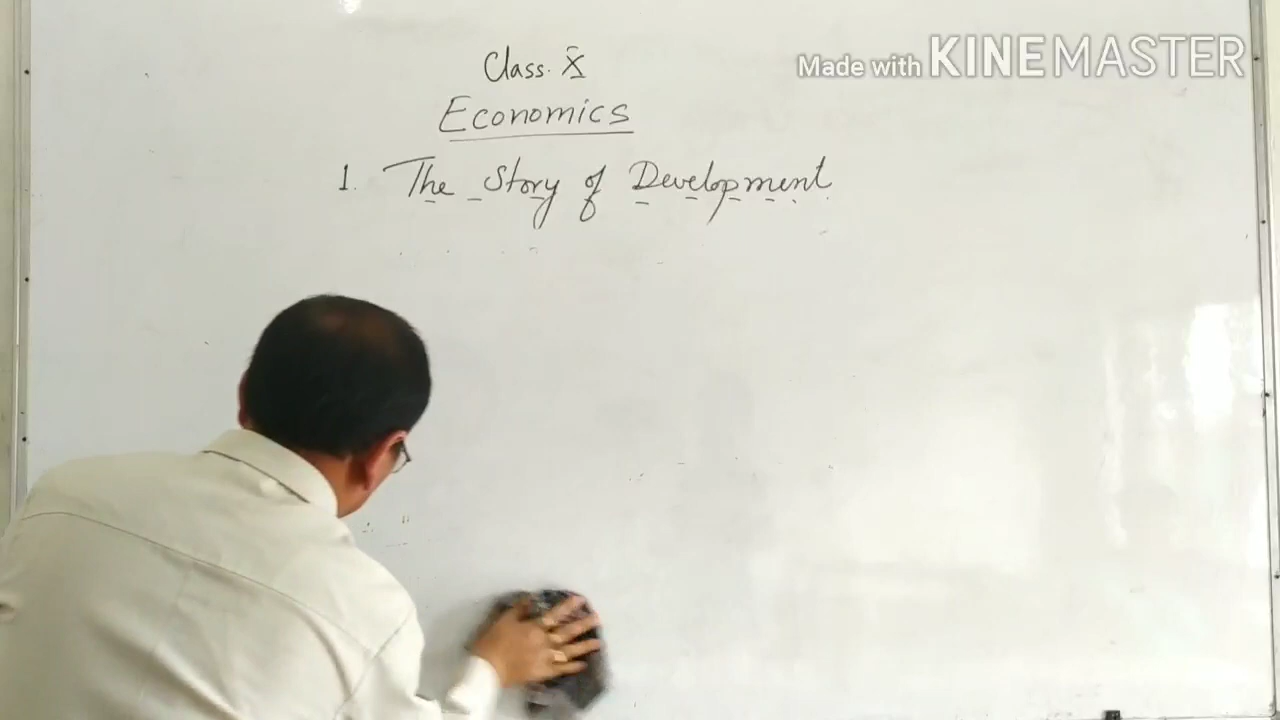 Made with KINEMASTER
Class. X
Economics
1. The Story of Development